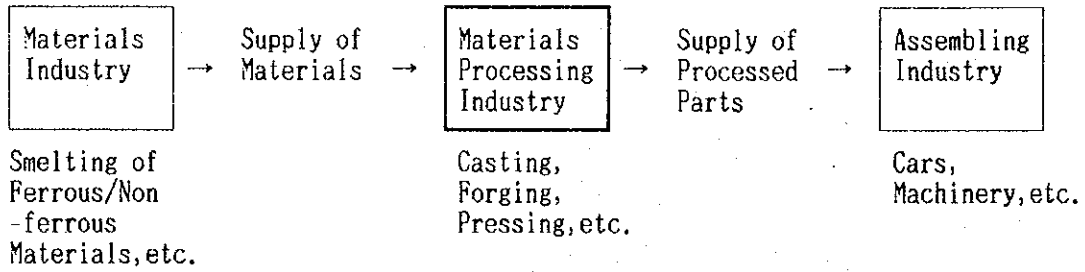 Materials
Industry
→
Supply of
Materials
→
Materials
Processing
Industry
→
Supply of
Processed
Parts
→
Assembling
Industry
Smelting of
Ferrous/Non
-ferrous
Materials,etc.
Casting,
Forging,
Pressing,etc.
Cars,
Machinery,etc.